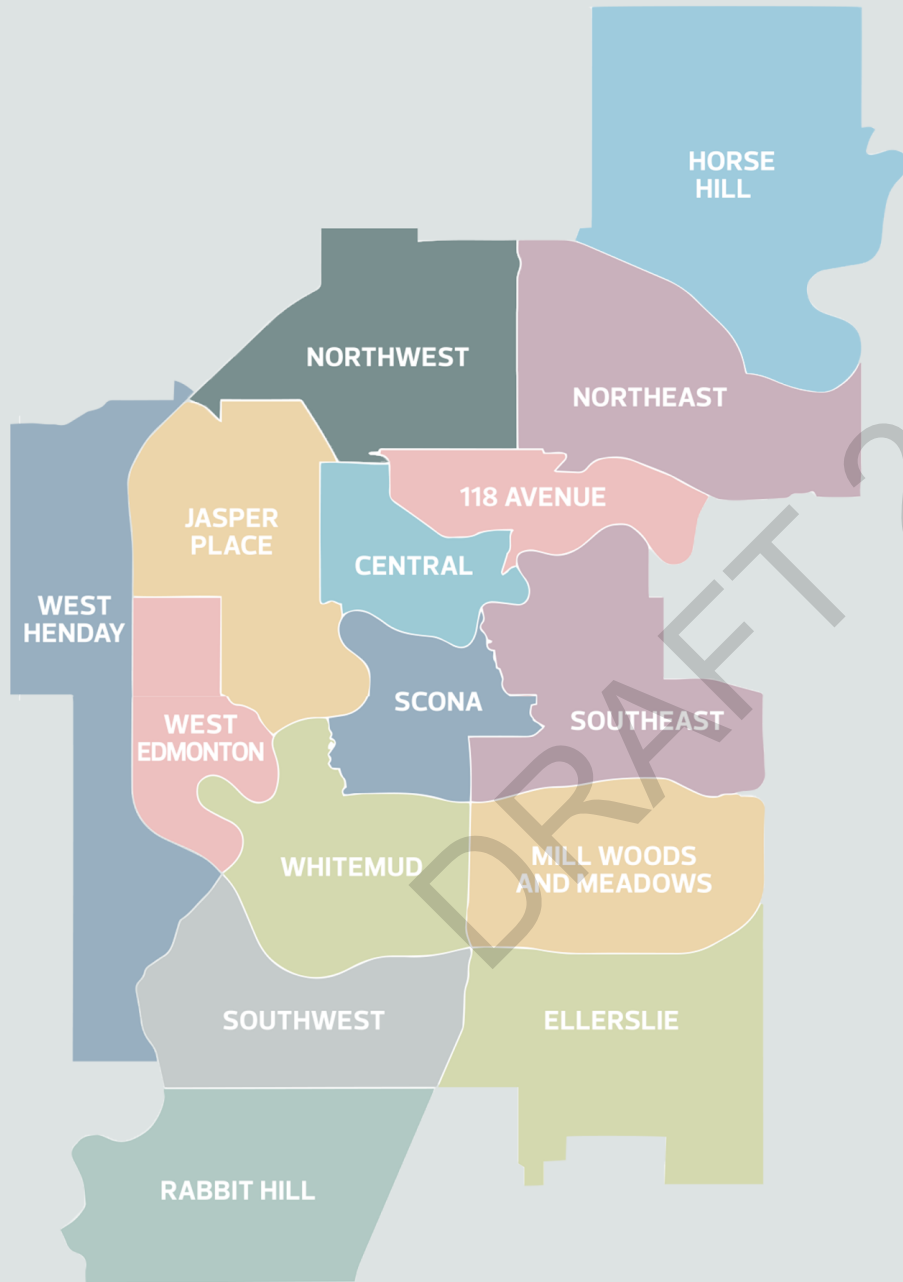 HORSE
HILL
NORTHWEST
NORTHEAST
118 AVENUE
JASPER
PLACE
CENTRAL
WEST
HENDAY
SCONA
WEST
EDMONTON
SOUTHEAST
WHITEMUD
MILL WOODS
AND MEADOWS
SOUTHWEST
ELLERSLIE
RABBIT HILL
DRAFT 2